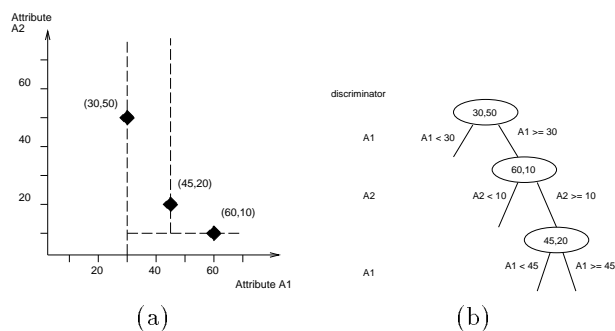 Attribute
A2
60
(30,50)
40
(45,20)
20
(60,10)
20 40 60
Attribute A1
(a)
discriminator
30,50
A1 A1 < 30 A1 >= 30
60,10
A2 A2 < 10 A2 >= 10
45,20
A1 A1 < 45 A1 >= 45
(b)